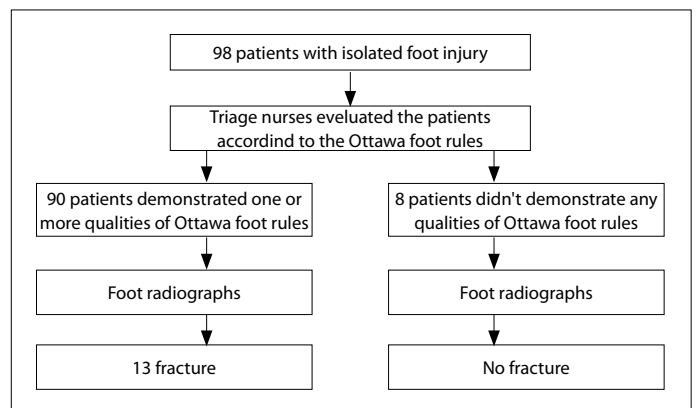 98 patients with isolated foot injury
Triage nurses eveluated the patients
accordind to the Ottawa foot rules
90 patients demonstrated one or
more qualities of Ottawa foot rules
8 patients didn't demonstrate any
qualities of Ottawa foot rules
Foot radiographs
Foot radiographs
13 fracture
No fracture